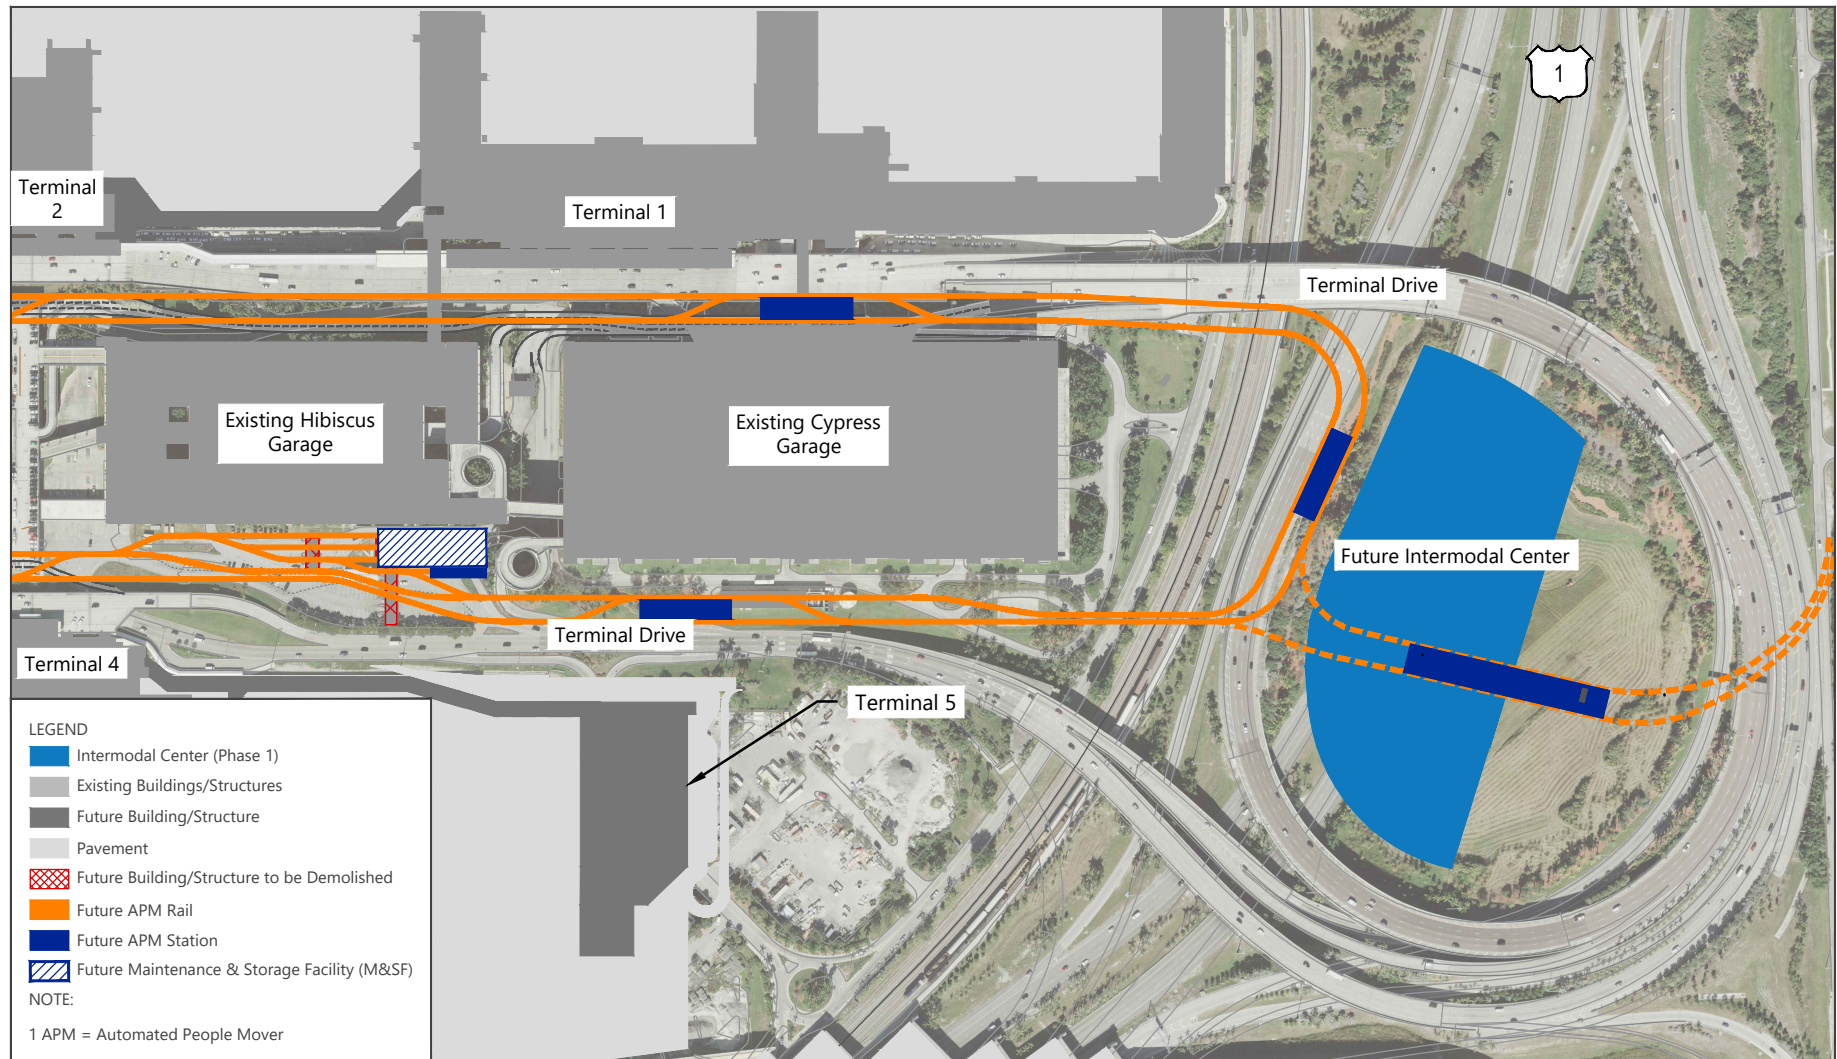 1
Terminal
2
Terminal 1
Terminal Drive
Existing Hibiscus
Garage
Existing Cypress
Garage
Future Intermodal Center
Terminal Drive
Terminal 4
Terminal 5
LEGEND
Intermodal Center (Phase 1)
Existing Buildings/Structures
Future Building/Structure
Pavement
Future Building/Structure to be Demolished
Future APM Rail
Future APM Station
Future Maintenance & Storage Facility (M&SF)
NOTE:
1 APM = Automated People Mover